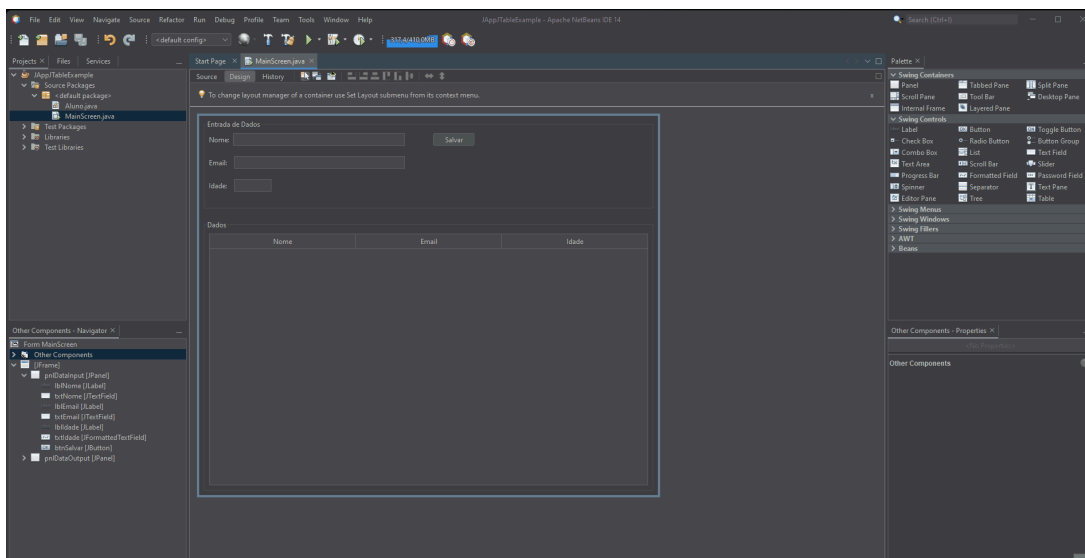 File Edit View Navigate Source Refactor Run Debug Profile Team Tools Window Help JAppJTableExample - Apache NetBeans IDE 14 Search (Ctrl+I)
<default config> 337,4/410,0MB
Projects Files Services
JAppJTableExample
Source Packages
<default package>
Aluno.java
MainScreen.java
Test Packages
Libraries
Test Libraries
Start Page MainScreen.java
Source Design History
To change layout manager of a container use Set Layout submenu from its context menu.
Entrada de Dados
Nome: Salvar
Email:
Idade:
Dados
Nome Email Idade
Palette
Swing Containers
Panel Tabbed Pane Split Pane
Scroll Pane Tool Bar Desktop Pane
Internal Frame Layered Pane
Swing Controls
Label Button Toggle Button
Check Box Radio Button Button Group
Combo Box List Text Field
Text Area Scroll Bar Slider
Progress Bar Formatted Field Password Field
Spinner Separator Text Pane
Editor Pane Tree Table
Swing Menus
Swing Windows
Swing Fillers
AWT
Beans
Other Components - Navigator
Form MainScreen
Other Components
[JFrame]
pnlDataInput [JPanel]
lblNome [JLabel]
txtNome [JTextField]
lblEmail [JLabel]
txtEmail [JTextField]
lblIdade [JLabel]
txtIdade [JFormattedTextField]
btnSalvar [JButton]
pnlDataOutput [JPanel]
Other Components - Properties
<No Properties>
Other Components